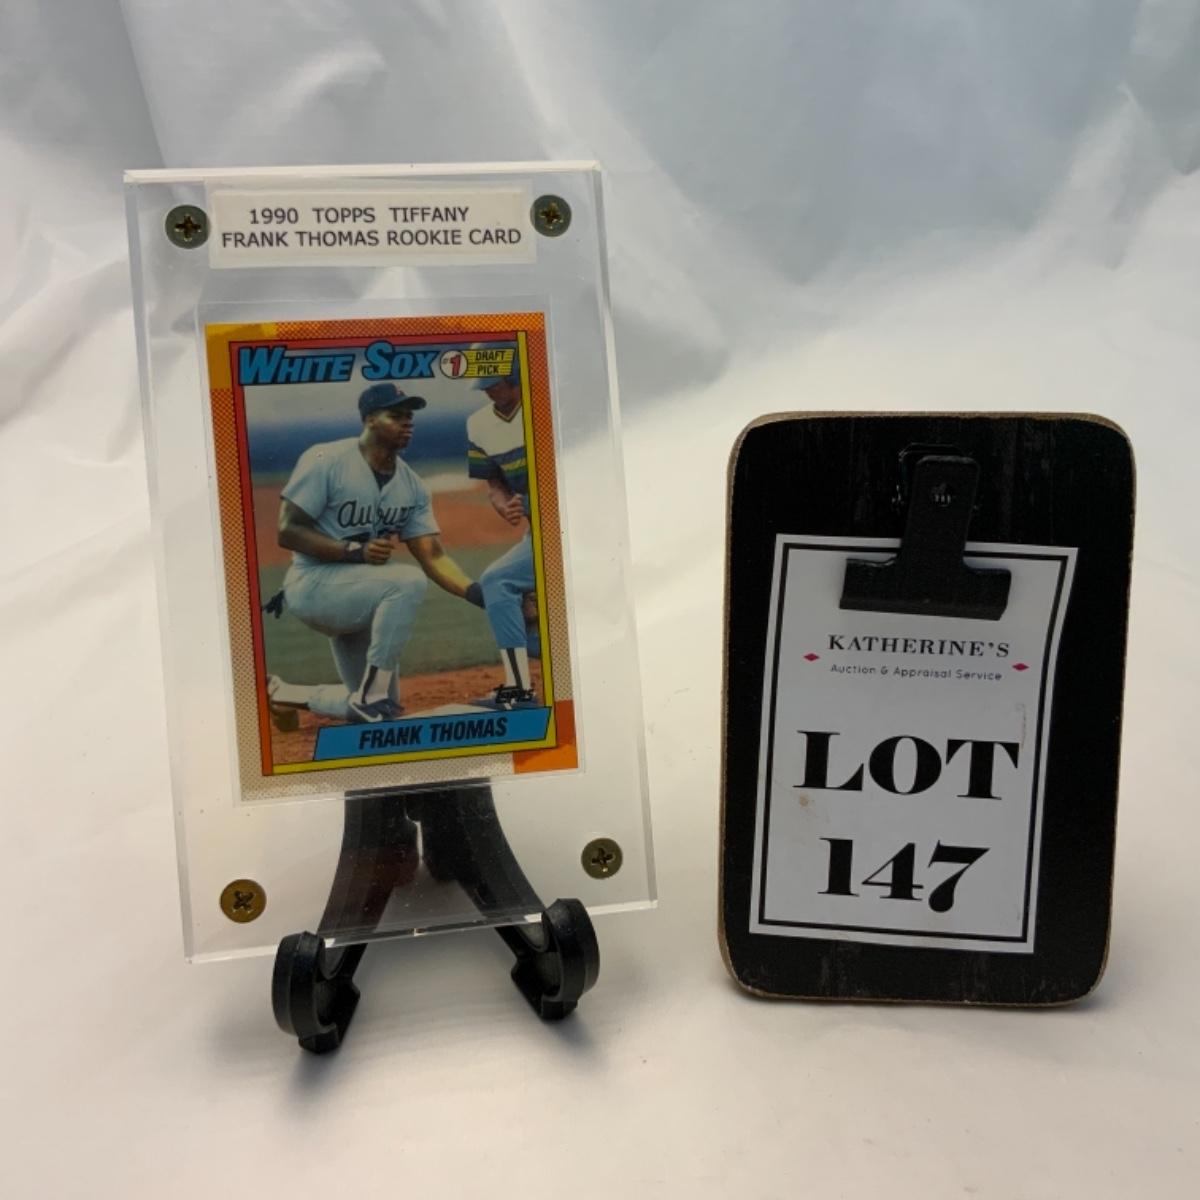 1990 TOPPS TIFFANY
FRANK THOMAS ROOKIE CARD
WHITE SOX #1 DRAFT
PICK
Auburn
TOPPS
FRANK THOMAS
KATHERINE'S
Auction & Appraisal Service
LOT
147